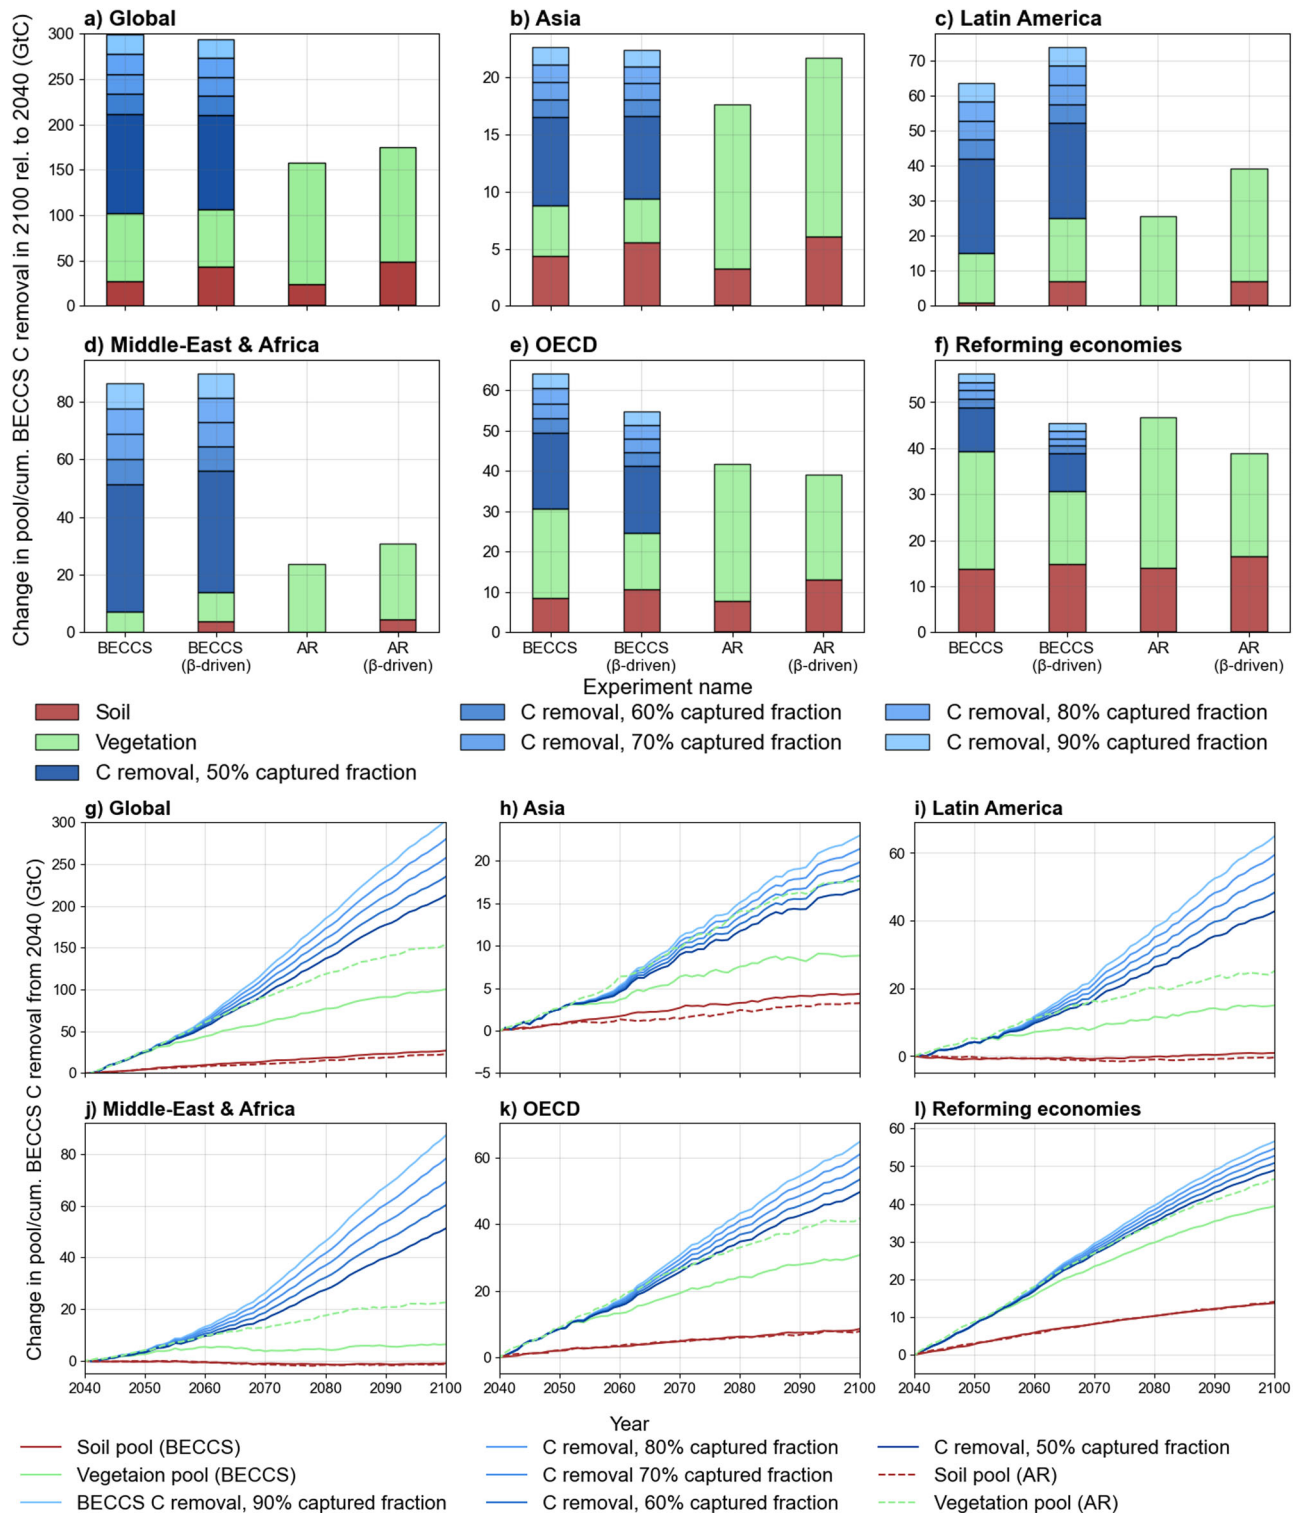 Change in pool/cum. BECCS C removal in 2100 rel. to 2040 (GtC)
a) Global
b) Asia
c) Latin America
300
250
200
150
100
50
0
20
15
10
5
0
70
60
50
40
30
20
10
0
d) Middle-East & Africa
e) OECD
f) Reforming economies
80
60
40
20
0
60
50
40
30
20
10
0
50
40
30
20
10
0
BECCS
BECCS
(β-driven)
AR
AR
(β-driven)
BECCS
BECCS
(β-driven)
AR
AR
(β-driven)
BECCS
BECCS
(β-driven)
AR
AR
(β-driven)
Experiment name
Soil
Vegetation
C removal, 50% captured fraction
C removal, 60% captured fraction
C removal, 70% captured fraction
C removal, 80% captured fraction
C removal, 90% captured fraction
Change in pool/cum. BECCS C removal from 2040 (GtC)
g) Global
h) Asia
i) Latin America
300
250
200
150
100
50
0
20
15
10
5
0
−5
60
40
20
0
j) Middle-East & Africa
k) OECD
l) Reforming economies
80
60
40
20
0
60
40
20
0
60
50
40
30
20
10
0
2040 2050 2060 2070 2080 2090 2100
2040 2050 2060 2070 2080 2090 2100
2040 2050 2060 2070 2080 2090 2100
Year
Soil pool (BECCS)
Vegetaion pool (BECCS)
BECCS C removal, 90% captured fraction
C removal, 80% captured fraction
C removal 70% captured fraction
C removal, 60% captured fraction
C removal, 50% captured fraction
Soil pool (AR)
Vegetation pool (AR)